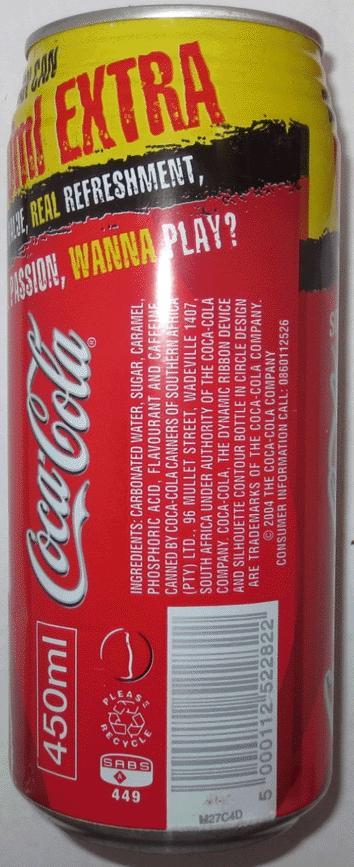 CAN
ml EXTRA
REAL REFRESHMENT,
PASSION, WANNA PLAY?
Coca-Cola®
450ml
INGREDIENTS: CARBONATED WATER, SUGAR, CARAMEL,
PHOSPHORIC ACID, FLAVOURANT AND CAFFEINE.
CANNED BY COCA-COLA CANNERS OF SOUTHERN AFRICA
(PTY) LTD., 96 MULLET STREET, WADEVILLE 1407,
SOUTH AFRICA UNDER AUTHORITY OF THE COCA-COLA
COMPANY. COCA-COLA, THE DYNAMIC RIBBON DEVICE
AND SILHOUETTE CONTOUR BOTTLE IN CIRCLE DESIGN
ARE TRADEMARKS OF THE COCA-COLA COMPANY.
© 2004 THE COCA-COLA COMPANY
CONSUMER INFORMATION CALL: 0860112526
PLEASE
RECYCLE
SABS
A
449
5 000112 522822
M27C4D